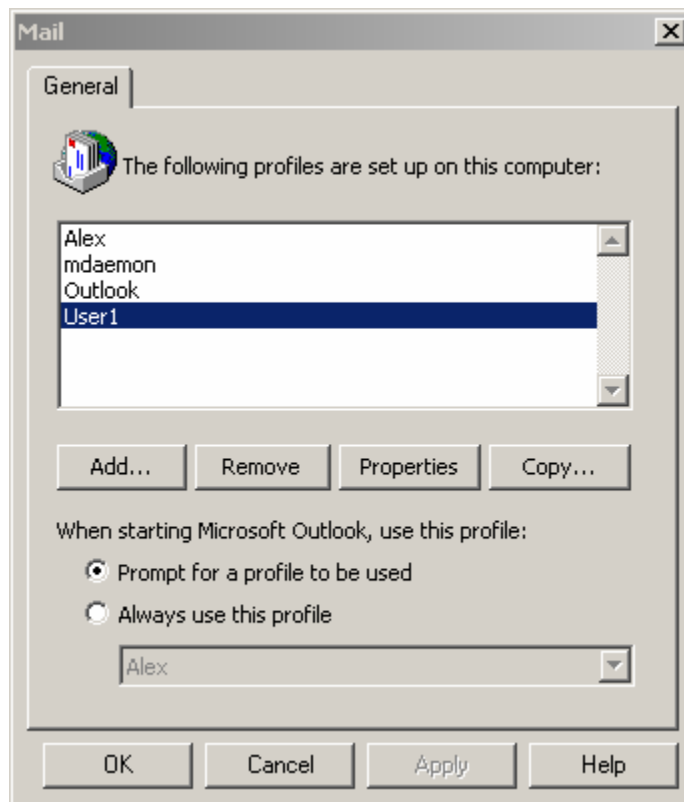 Mail
General
The following profiles are set up on this computer:
Alex
mdaemon
Outlook
User1
Add... Remove Properties Copy...
When starting Microsoft Outlook, use this profile:
Prompt for a profile to be used
Always use this profile
Alex
OK Cancel Apply Help